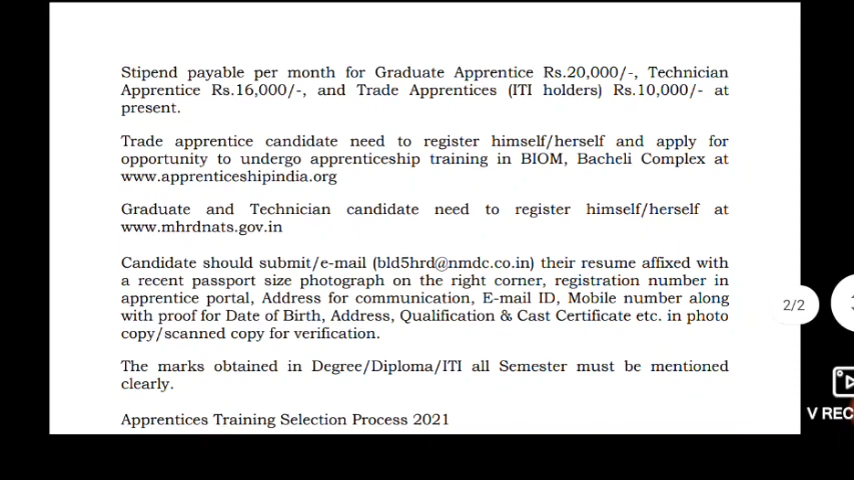 Stipend payable per month for Graduate Apprentice Rs.20,000/-, Technician
Apprentice Rs.16,000/-, and Trade Apprentices (ITI holders) Rs.10,000/- at
present.
Trade apprentice candidate need to register himself/herself and apply for
opportunity to undergo apprenticeship training in BIOM, Bacheli Complex at
www.apprenticeshipindia.org
Graduate and Technician candidate need to register himself/herself at
www.mhrdnats.gov.in
Candidate should submit/e-mail (bld5hrd@nmdc.co.in) their resume affixed with
a recent passport size photograph on the right corner, registration number in
apprentice portal, Address for communication, E-mail ID, Mobile number along
with proof for Date of Birth, Address, Qualification & Cast Certificate etc. in photo
copy/scanned copy for verification.
2/2
The marks obtained in Degree/Diploma/ITI all Semester must be mentioned
clearly.
V REC
Apprentices Training Selection Process 2021